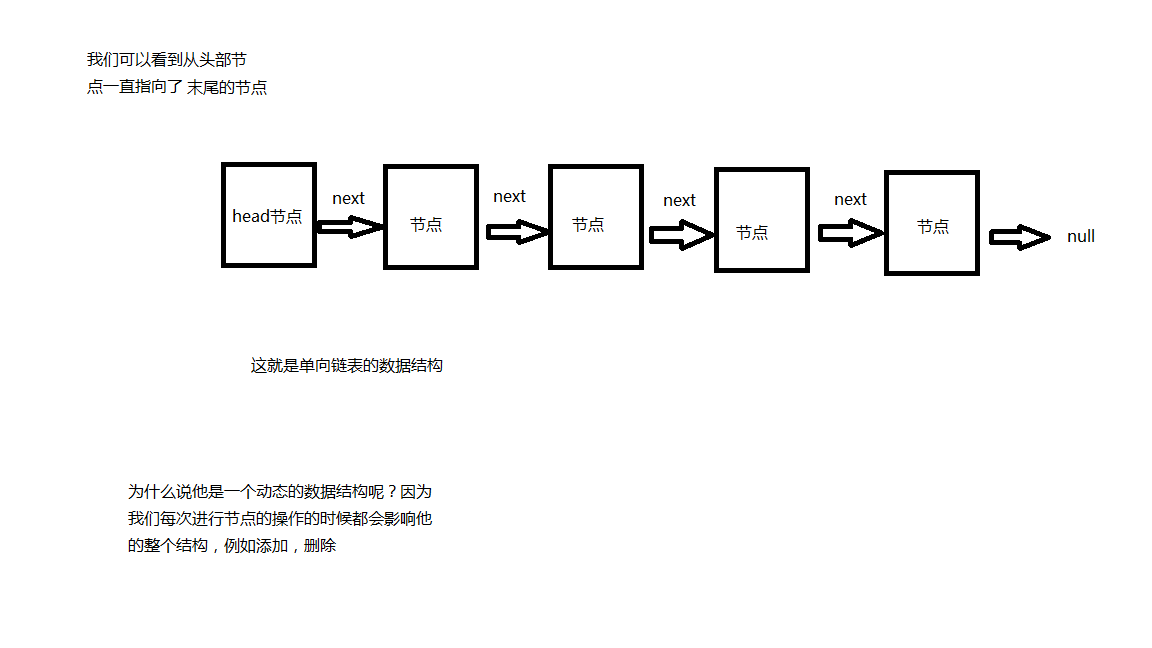 我们可以看到从头部节
点一直指向了 末尾的节点
next
next
next
next
head节点
节点
节点
节点
节点
null
这就是单向链表的数据结构
为什么说他是一个动态的数据结构呢？因为
我们每次进行节点的操作的时候都会影响他
的整个结构，例如添加，删除